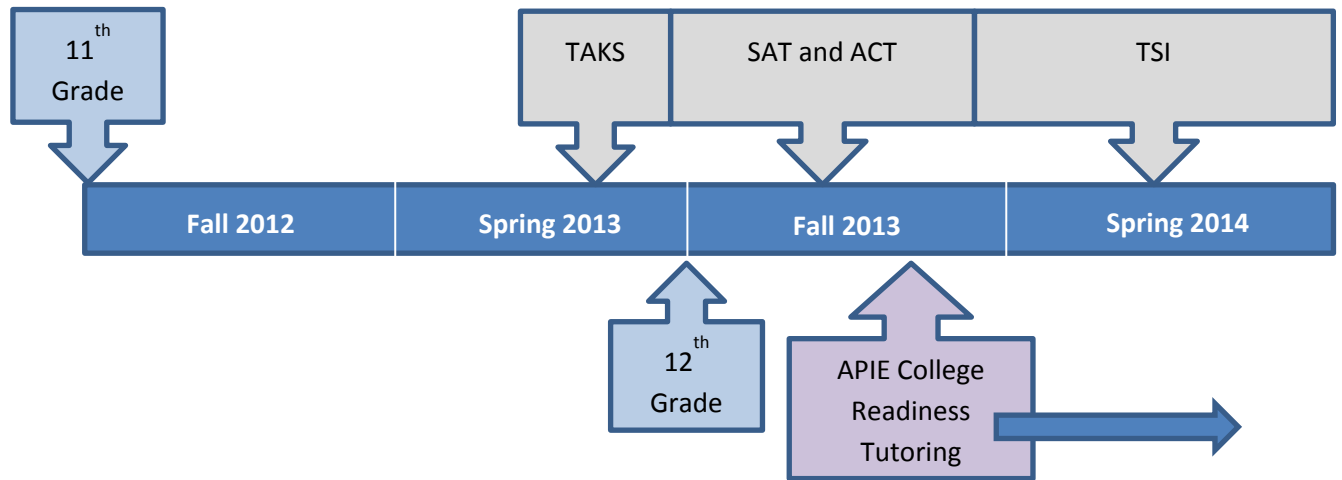 11th
Grade
TAKS
SAT and ACT
TSI
Fall 2012
Spring 2013
Fall 2013
Spring 2014
12th
Grade
APIE College
Readiness
Tutoring